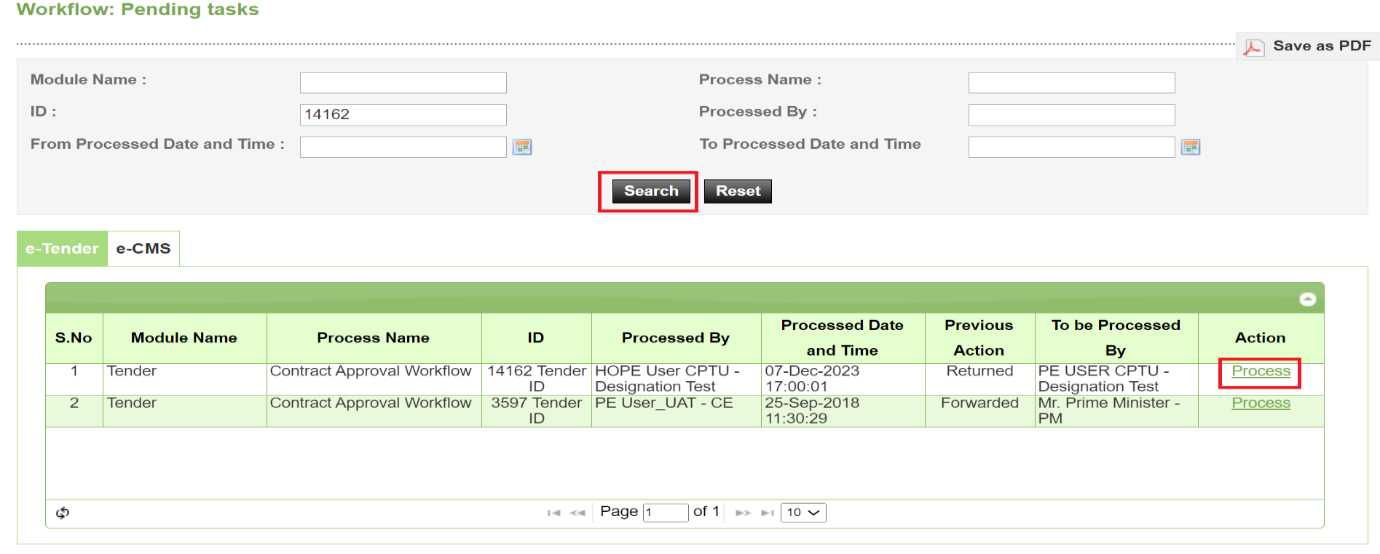 Workflow: Pending tasks
Save as PDF
Module Name : Process Name :
ID : 14162 Processed By :
From Processed Date and Time : To Processed Date and Time
Search Reset
e-Tender e-CMS
S.No Module Name Process Name ID Processed By Processed Date and Time Previous Action To be Processed By Action
1 Tender Contract Approval Workflow 14162 Tender ID HOPE User CPTU - Designation Test 07-Dec-2023 17:00:01 Returned PE USER CPTU - Designation Test Process
2 Tender Contract Approval Workflow 3597 Tender ID PE User_UAT - CE 25-Sep-2018 11:30:29 Forwarded Mr. Prime Minister - PM Process
Page 1 of 1 10